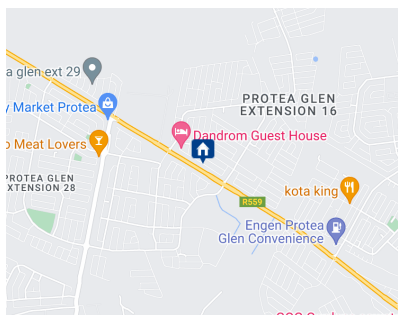 a glen ext 29
y Market Protea
PROTEA GLEN
EXTENSION 16
Dandrom Guest House
o Meat Lovers
PROTEA GLEN
XTENSION 28
kota king
R559
Engen Protea
Glen Convenience